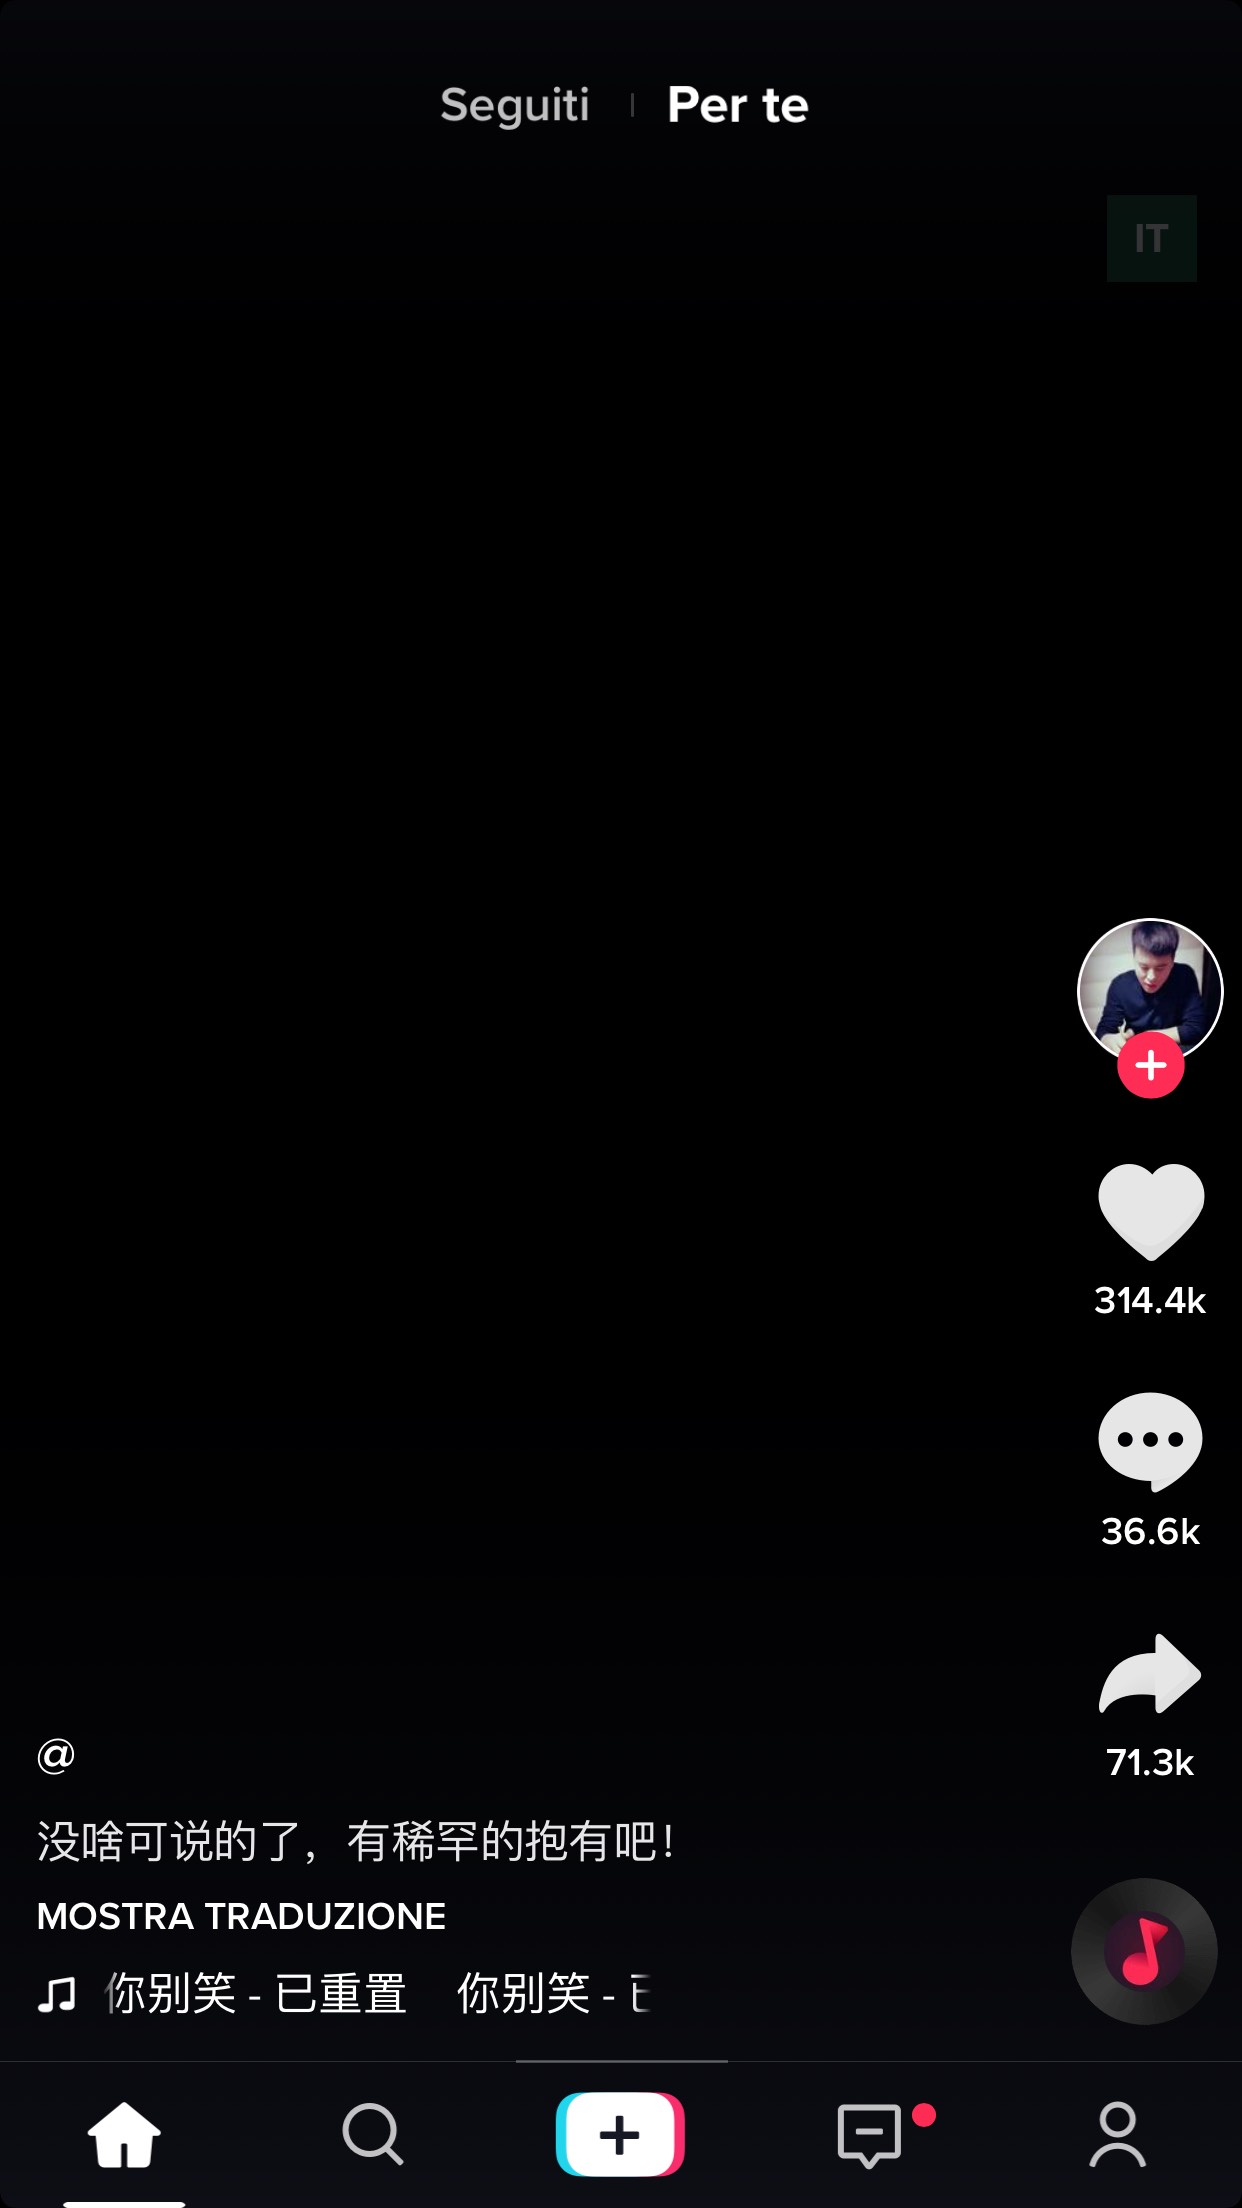 Seguiti | Per te
IT
314.4k
36.6k
71.3k
@
没啥可说的了，有稀罕的抱有吧！
MOSTRA TRADUZIONE
你别笑 - 已重置 你别笑 -